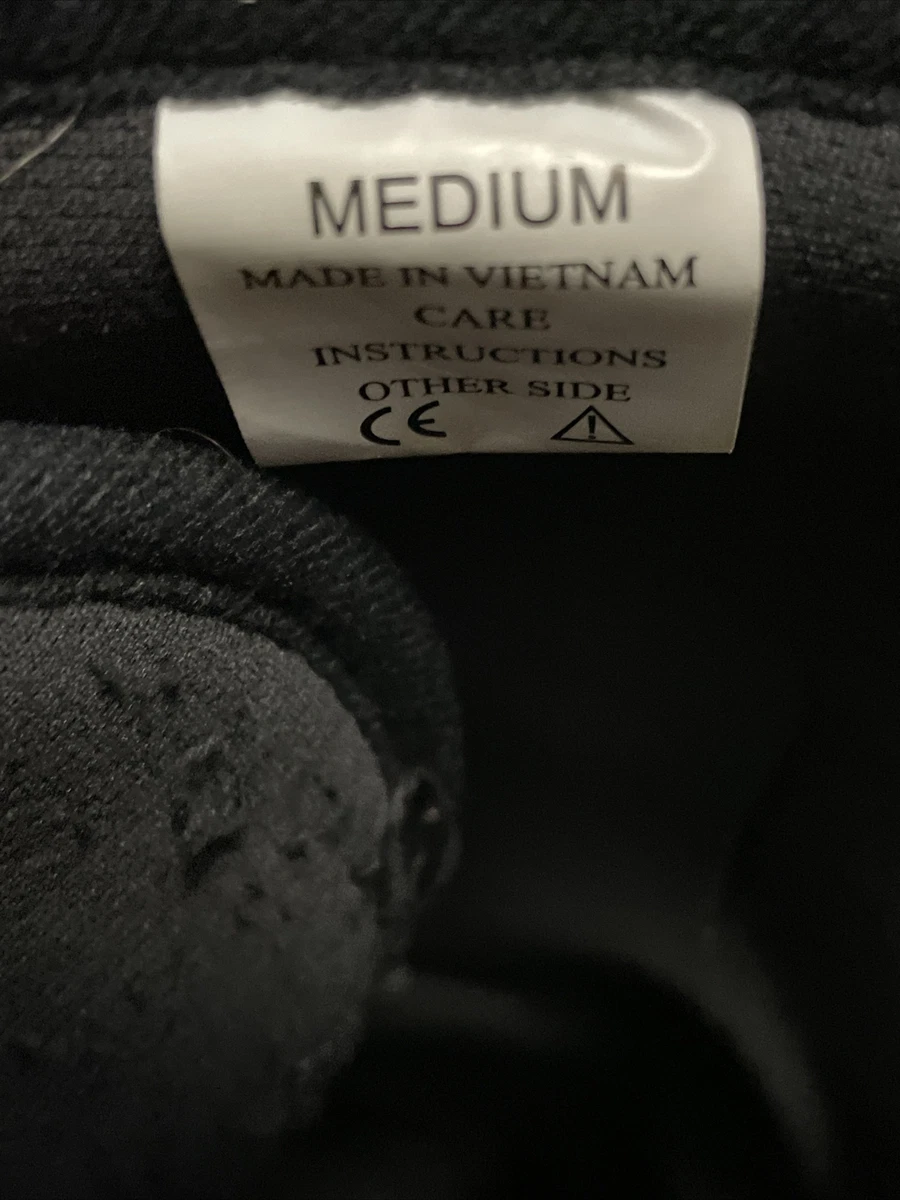 MEDIUM
MADE IN VIETNAM
CARE
INSTRUCTIONS
OTHER SIDE
CE